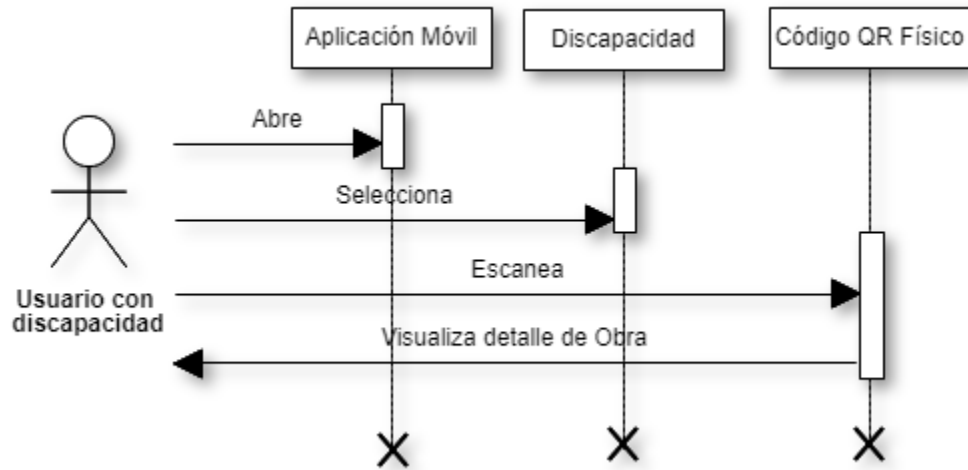 Aplicación Móvil
Discapacidad
Código QR Físico
Abre
Selecciona
Escanea
Usuario con
discapacidad
Visualiza detalle de Obra